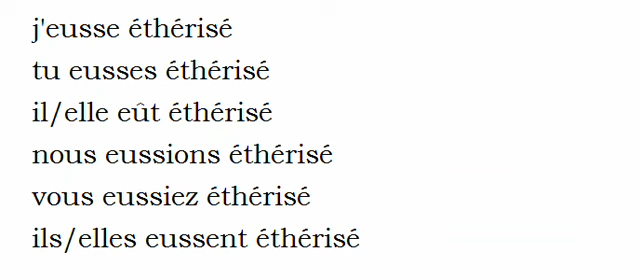 j'eusse éthérisé
tu eusses éthérisé
il/elle eût éthérisé
nous eussions éthérisé
vous eussiez éthérisé
ils/elles eussent éthérisé